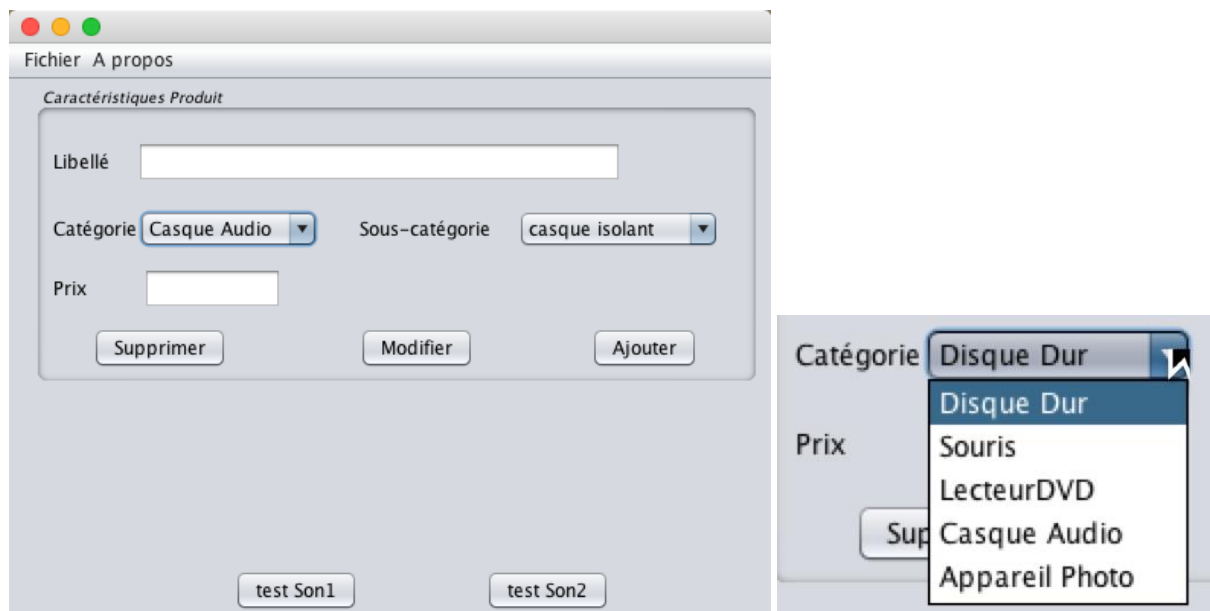 Fichier A propos
Caractéristiques Produit
Libellé
Catégorie Casque Audio Sous-catégorie casque isolant
Prix
Supprimer Modifier Ajouter
test Son1 test Son2
Catégorie Disque Dur
Disque Dur
Souris
Prix
LecteurDVD
Sup Casque Audio
Appareil Photo